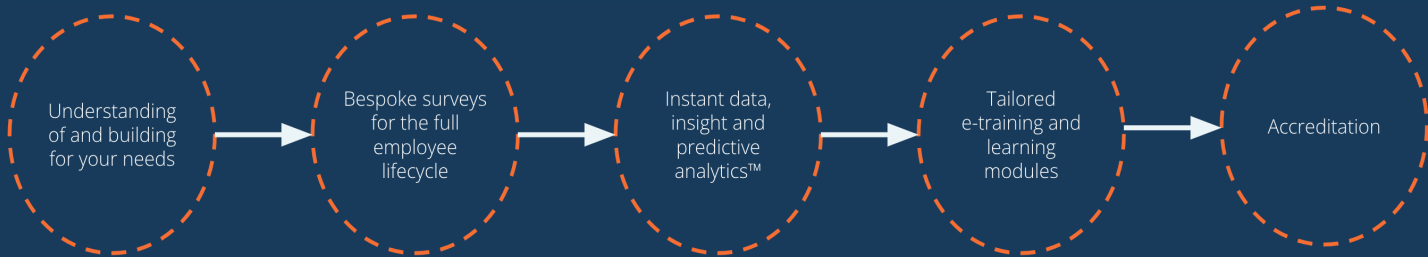 Understanding
of and building
for your needs
Bespoke surveys
for the full
employee
lifecycle
Instant data,
insight and
predictive
analytics™
Tailored
e-training and
learning
modules
Accreditation